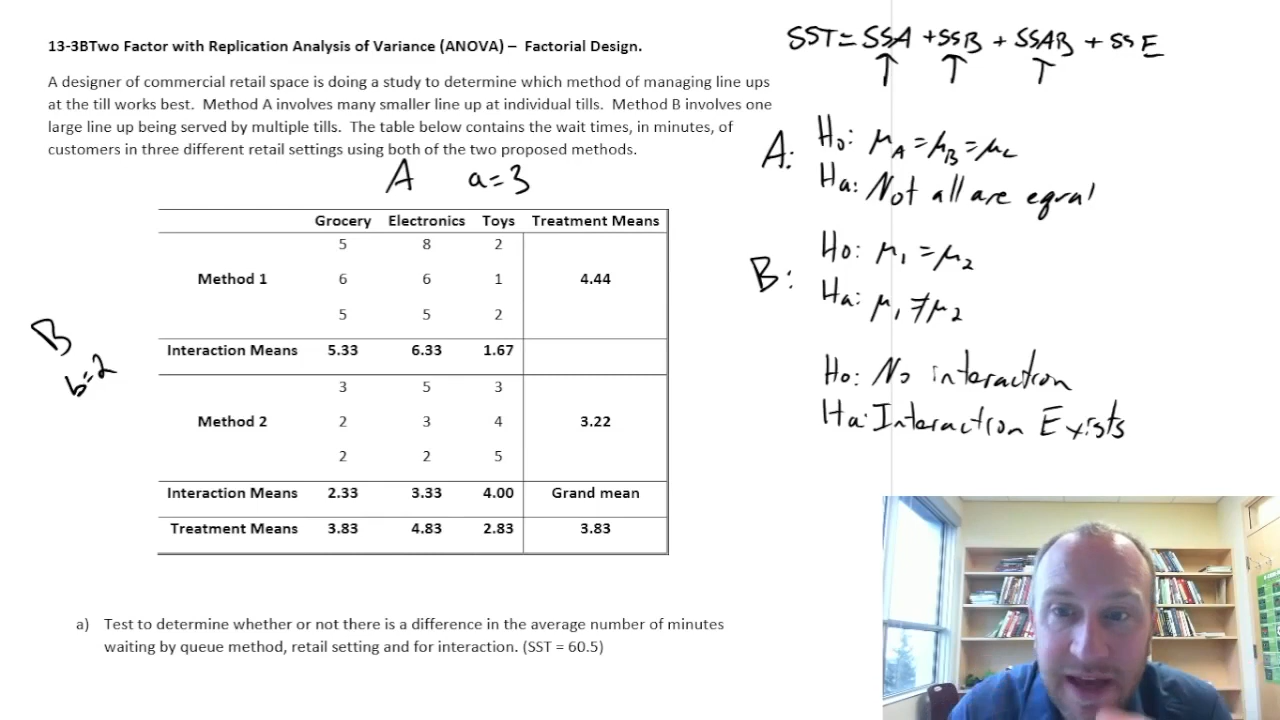 13-3BTwo Factor with Replication Analysis of Variance (ANOVA) – Factorial Design.
A designer of commercial retail space is doing a study to determine which method of managing line ups
at the till works best. Method A involves many smaller line up at individual tills. Method B involves one
large line up being served by multiple tills. The table below contains the wait times, in minutes, of
customers in three different retail settings using both of the two proposed methods.
A a=3
Grocery Electronics Toys Treatment Means
5 8 2
Method 1 6 6 1 4.44
5 5 2
Interaction Means 5.33 6.33 1.67
3 5 3
Method 2 2 3 4 3.22
2 2 5
Interaction Means 2.33 3.33 4.00 Grand mean
Treatment Means 3.83 4.83 2.83 3.83
B
b=2
a) Test to determine whether or not there is a difference in the average number of minutes
waiting by queue method, retail setting and for interaction. (SST = 60.5)
SST = SSA + SSB + SSAB + SSE
A: Ho: μA = μB = μC
Ha: Not all are equal
B: Ho: μ1 = μ2
Ha: μ1 ≠ μ2
Ho: No interaction
Ha: Interaction Exists